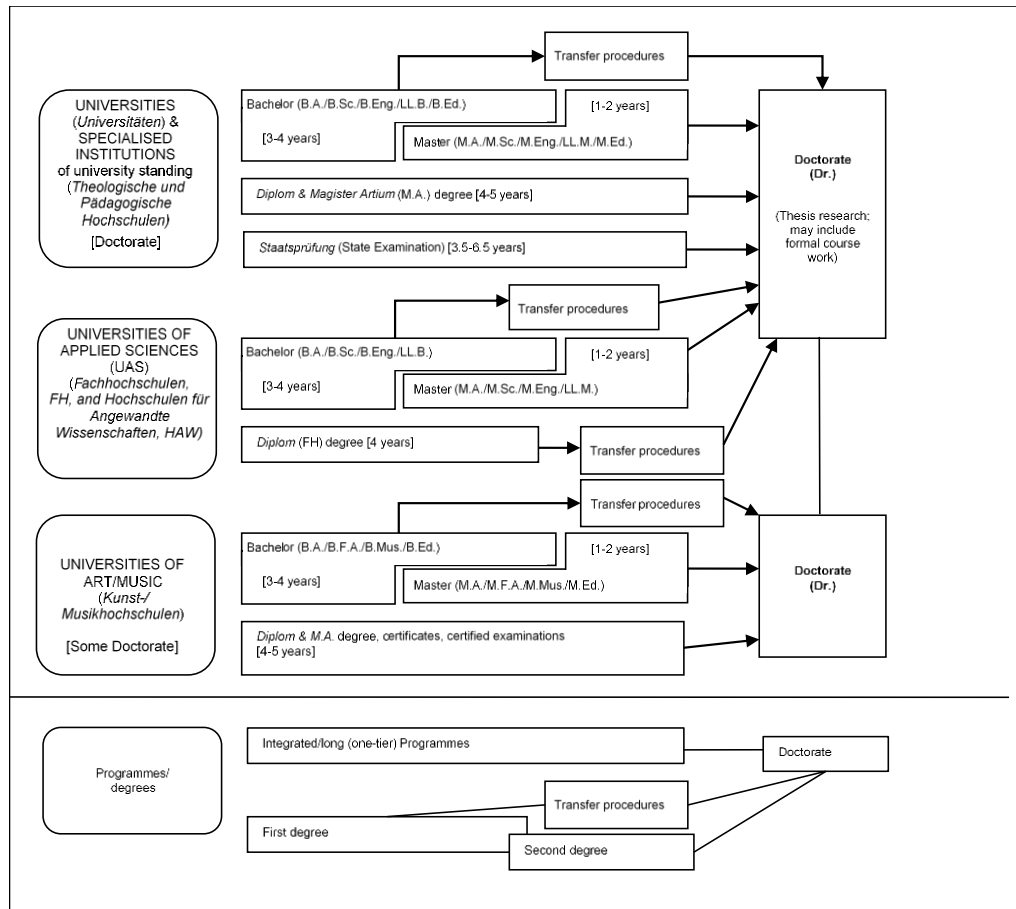 Transfer procedures
UNIVERSITIES
(Universitäten) &
SPECIALISED
INSTITUTIONS
of university standing
(Theologische und
Pädagogische
Hochschulen)
[Doctorate]
Bachelor (B.A./B.Sc./B.Eng./LL.B./B.Ed.)
[3-4 years]
[1-2 years]
Master (M.A./M.Sc./M.Eng./LL.M./M.Ed.)
Diplom & Magister Artium (M.A.) degree [4-5 years]
Staatsprüfung (State Examination) [3.5-6.5 years]
Doctorate
(Dr.)
(Thesis research;
may include
formal course
work)
Transfer procedures
UNIVERSITIES OF
APPLIED SCIENCES
(UAS)
(Fachhochschulen,
FH, and Hochschulen für
Angewandte
Wissenschaften, HAW)
Bachelor (B.A./B.Sc./B.Eng./LL.B.)
[3-4 years]
[1-2 years]
Master (M.A./M.Sc./M.Eng./LL.M.)
Diplom (FH) degree [4 years]
Transfer procedures
Transfer procedures
UNIVERSITIES OF
ART/MUSIC
(Kunst-/
Musikhochschulen)
[Some Doctorate]
Bachelor (B.A./B.F.A./B.Mus./B.Ed.)
[3-4 years]
[1-2 years]
Master (M.A./M.F.A./M.Mus./M.Ed.)
Diplom & M.A. degree, certificates, certified examinations
[4-5 years]
Doctorate
(Dr.)
Programmes/
degrees
Integrated/long (one-tier) Programmes
Doctorate
Transfer procedures
First degree
Second degree